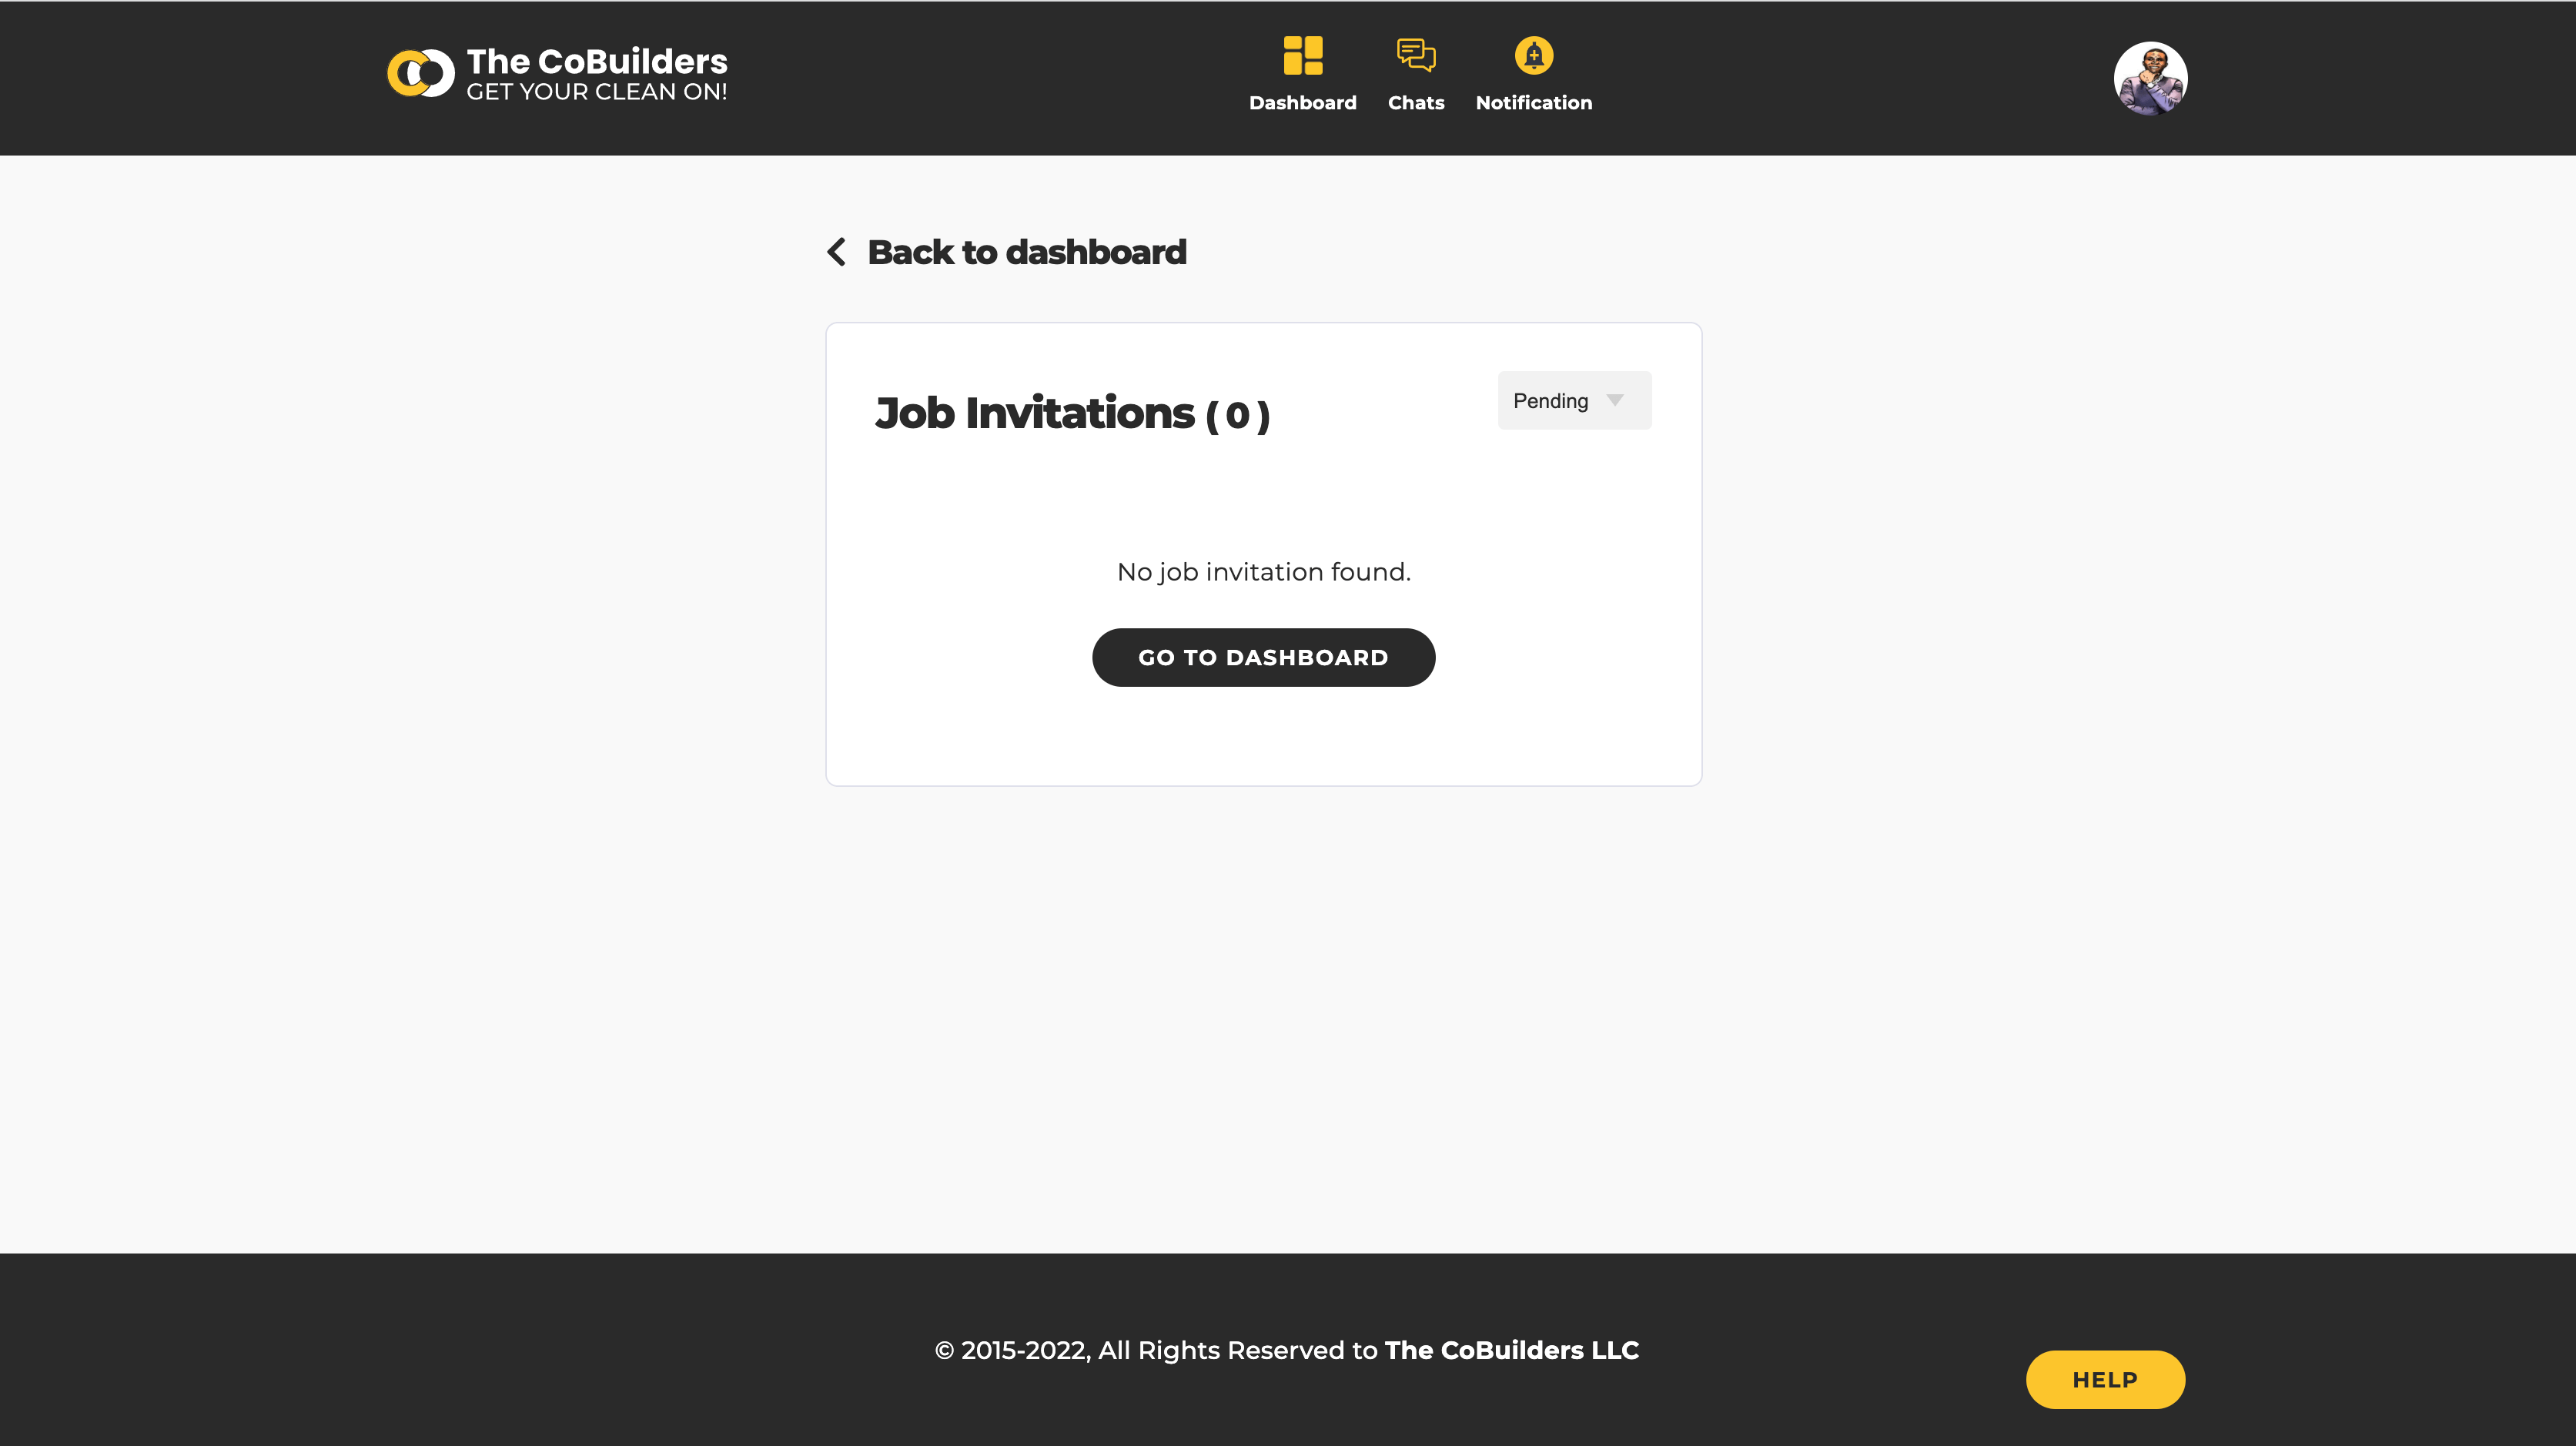 The CoBuilders
GET YOUR CLEAN ON!
Dashboard
Chats
Notification
Back to dashboard
Job Invitations ( 0 )
Pending
No job invitation found.
GO TO DASHBOARD
© 2015-2022, All Rights Reserved to The CoBuilders LLC
HELP